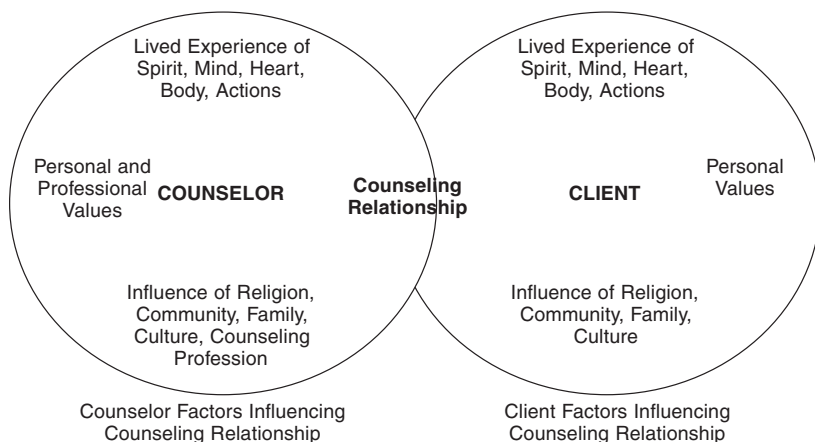 Lived Experience of
Spirit, Mind, Heart,
Body, Actions
Personal and
Professional
Values
COUNSELOR
Influence of Religion,
Community, Family,
Culture, Counseling
Profession
Counseling
Relationship
Lived Experience of
Spirit, Mind, Heart,
Body, Actions
CLIENT
Personal
Values
Influence of Religion,
Community, Family,
Culture
Counselor Factors Influencing
Counseling Relationship
Client Factors Influencing
Counseling Relationship